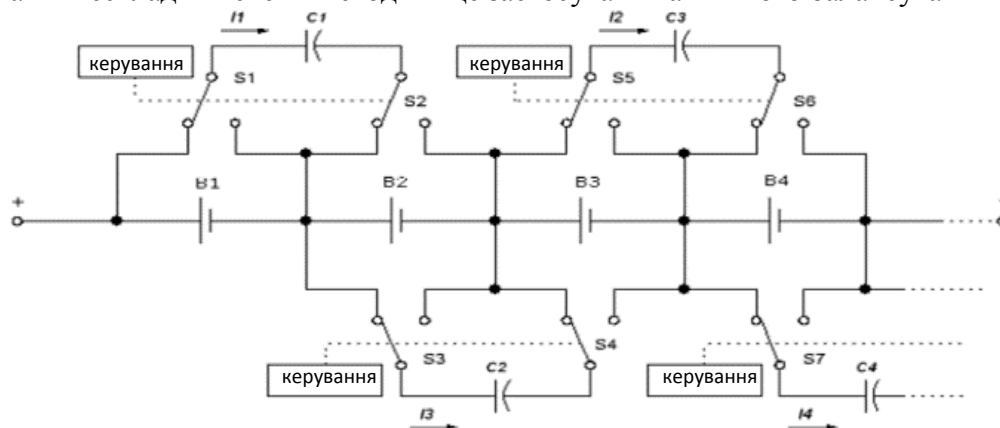 I1 C1 I2 C3
керування керування
S1 S5
S2 S6
B1 B2 B3 B4
+
S3 S4 S7
керування керування
C2 C4
I3 I4